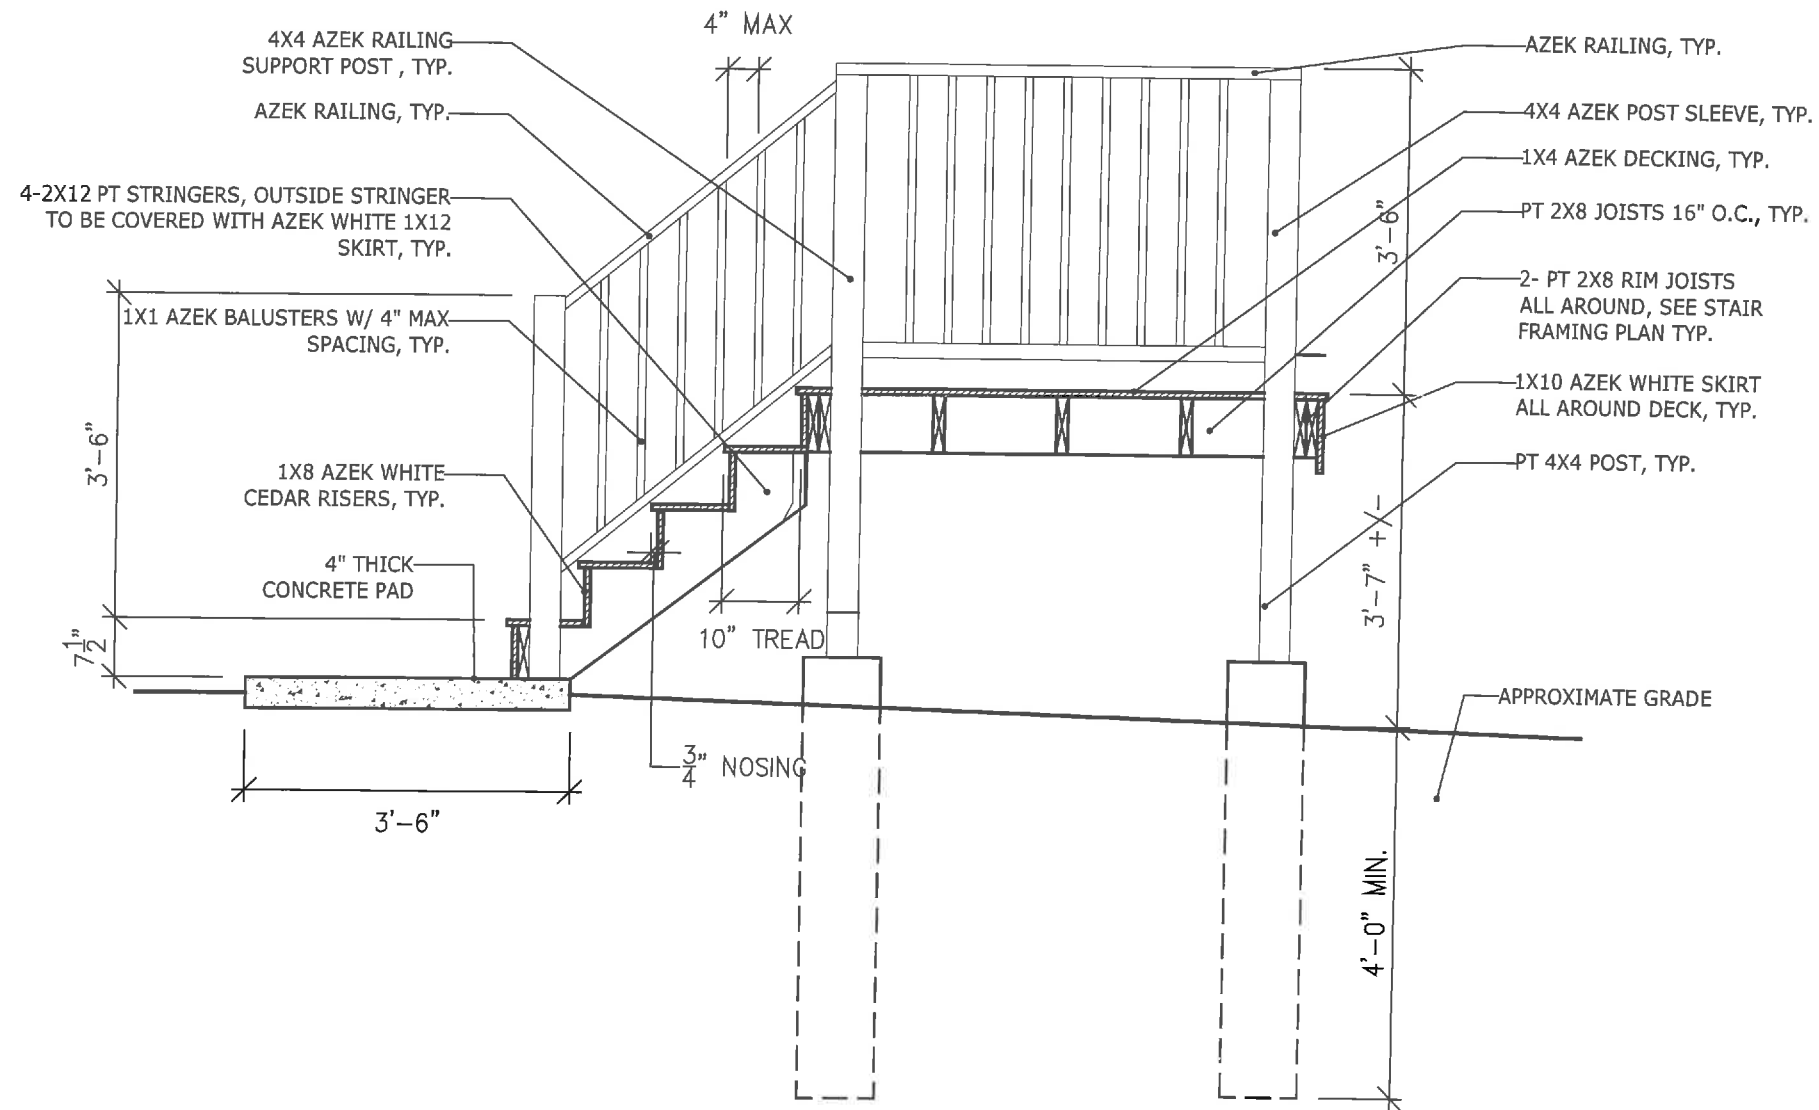 4" MAX
4X4 AZEK RAILING
SUPPORT POST , TYP.
AZEK RAILING, TYP.
4-2X12 PT STRINGERS, OUTSIDE STRINGER
TO BE COVERED WITH AZEK WHITE 1X12
SKIRT, TYP.
1X1 AZEK BALUSTERS W/ 4" MAX
SPACING, TYP.
3'-6"
1X8 AZEK WHITE
CEDAR RISERS, TYP.
4" THICK
CONCRETE PAD
7 1/2"
10" TREAD
3/4" NOSING
3'-6"
AZEK RAILING, TYP.
4X4 AZEK POST SLEEVE, TYP.
1X4 AZEK DECKING, TYP.
PT 2X8 JOISTS 16" O.C., TYP.
3'-6"
2- PT 2X8 RIM JOISTS
ALL AROUND, SEE STAIR
FRAMING PLAN TYP.
1X10 AZEK WHITE SKIRT
ALL AROUND DECK, TYP.
PT 4X4 POST, TYP.
3'-7" +/-
APPROXIMATE GRADE
4'-0" MIN.